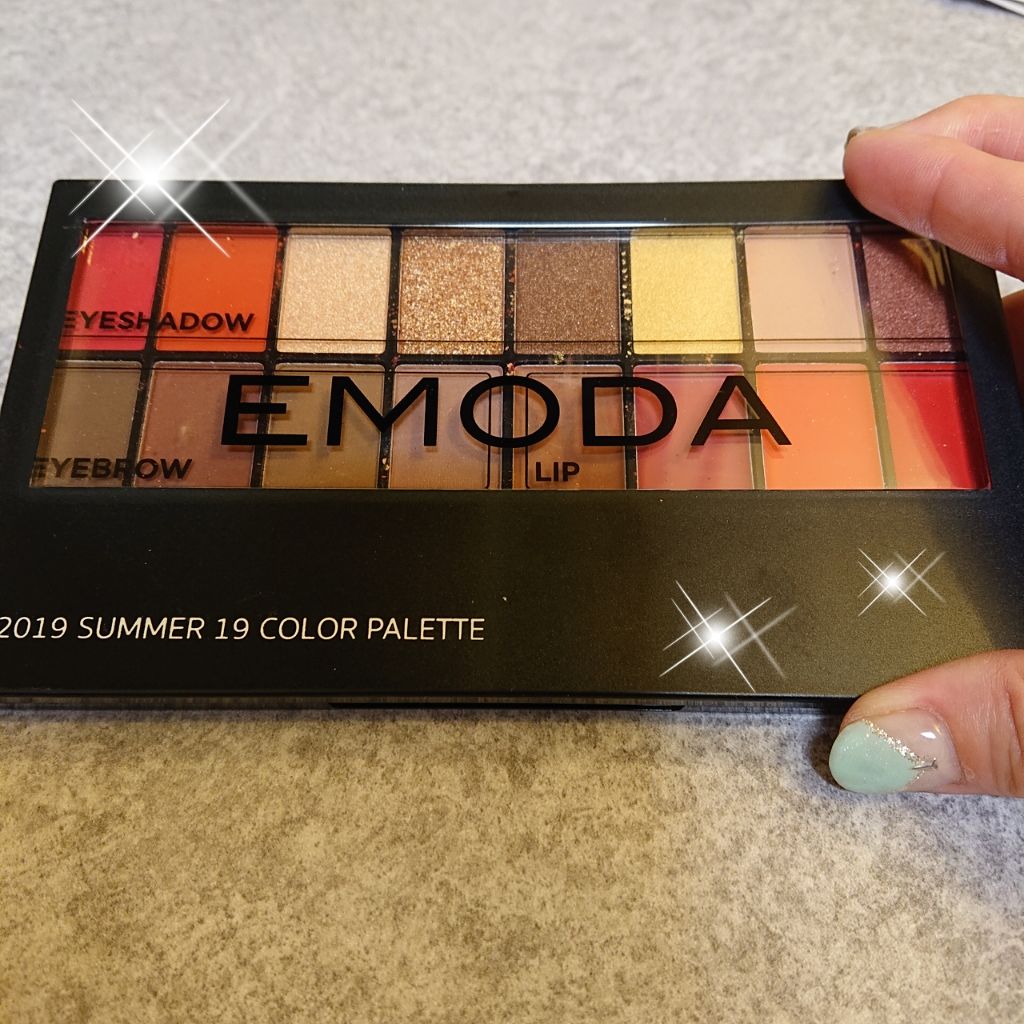 EYESHADOW
EMODA
EYEBROW
LIP
2019 SUMMER 19 COLOR PALETTE